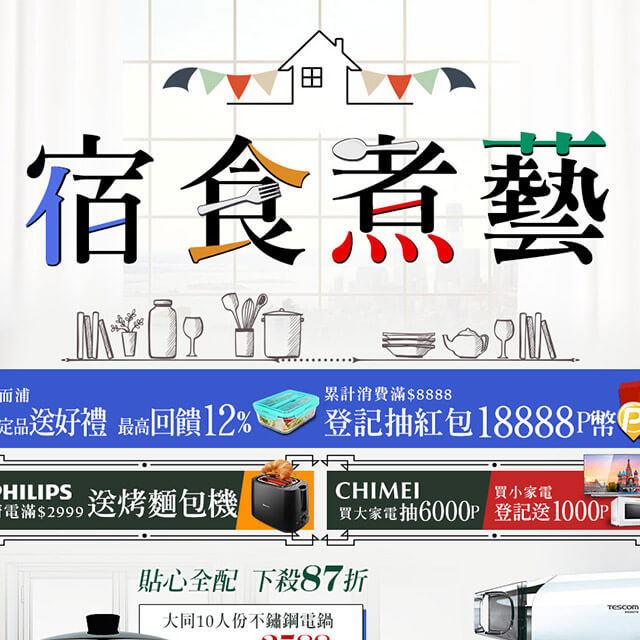 宿食煮藝
而浦
定品送好禮 最高回饋12%
累計消費滿$8888
登記抽紅包18888P幣
PHILIPS
電滿$2999 送烤麵包機
CHIMEI
買大家電抽6000P
買小家電
登記送1000P
貼心全配 下殺87折
大同10人份不鏽鋼電鍋
TESCOM